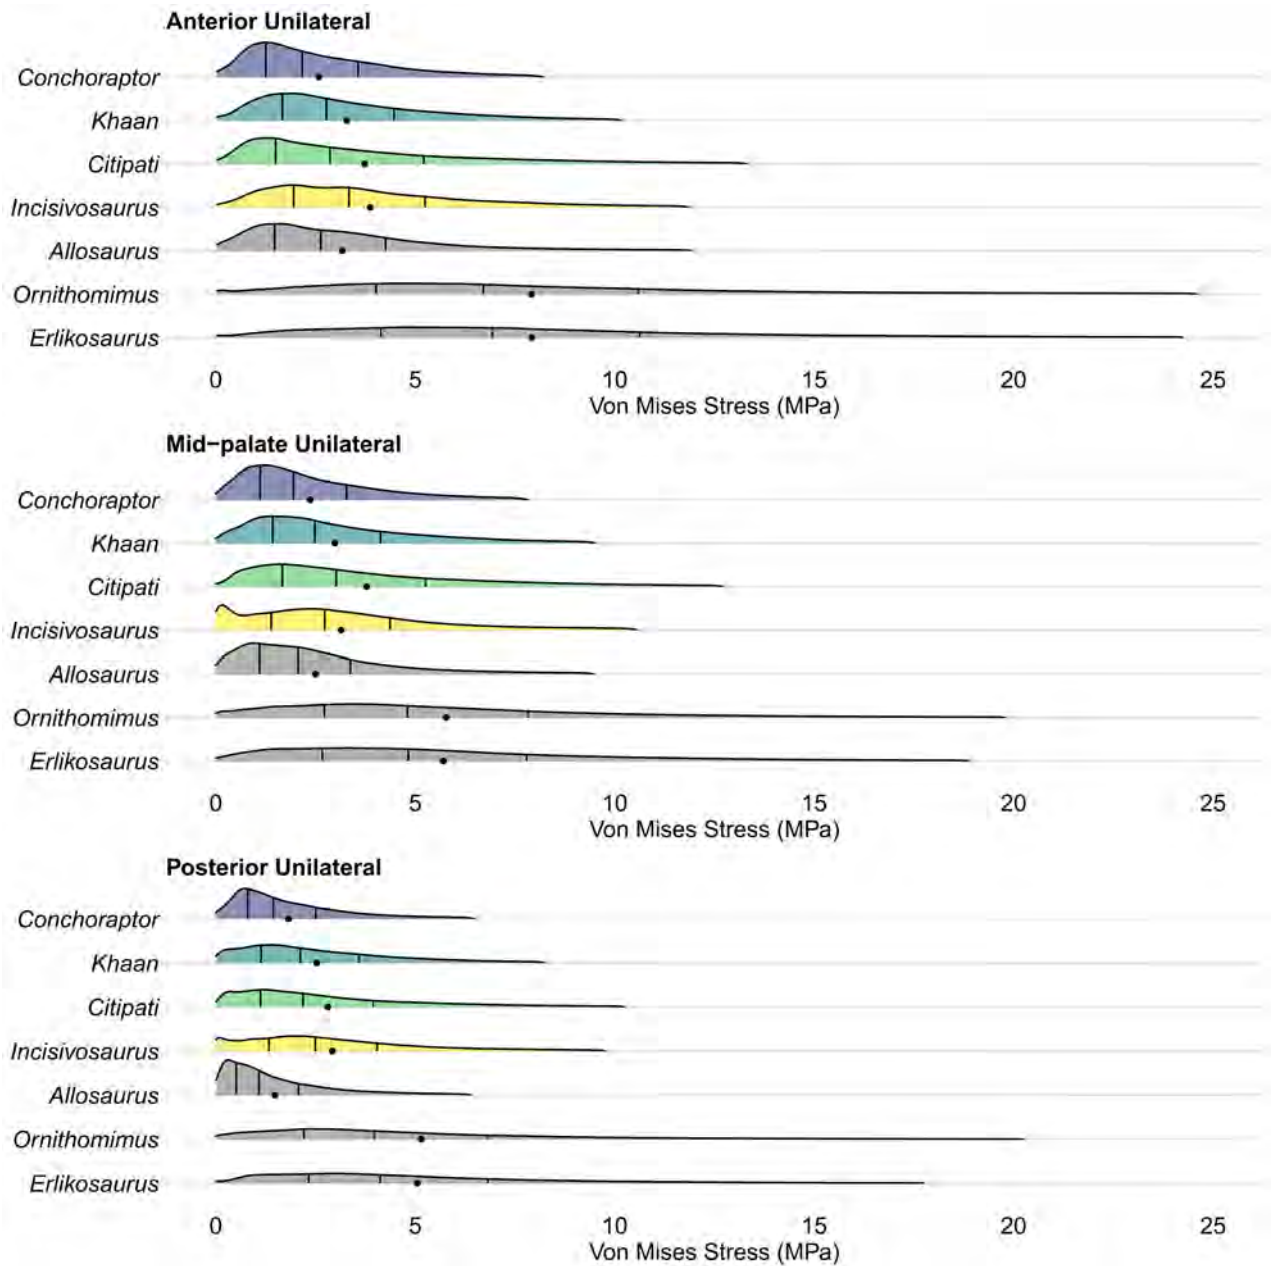 Anterior Unilateral
Conchoraptor
Khaan
Citipati
Incisivosaurus
Allosaurus
Ornithomimus
Erlikosaurus
0 5 10 15 20 25
Von Mises Stress (MPa)
Mid−palate Unilateral
Conchoraptor
Khaan
Citipati
Incisivosaurus
Allosaurus
Ornithomimus
Erlikosaurus
0 5 10 15 20 25
Von Mises Stress (MPa)
Posterior Unilateral
Conchoraptor
Khaan
Citipati
Incisivosaurus
Allosaurus
Ornithomimus
Erlikosaurus
0 5 10 15 20 25
Von Mises Stress (MPa)